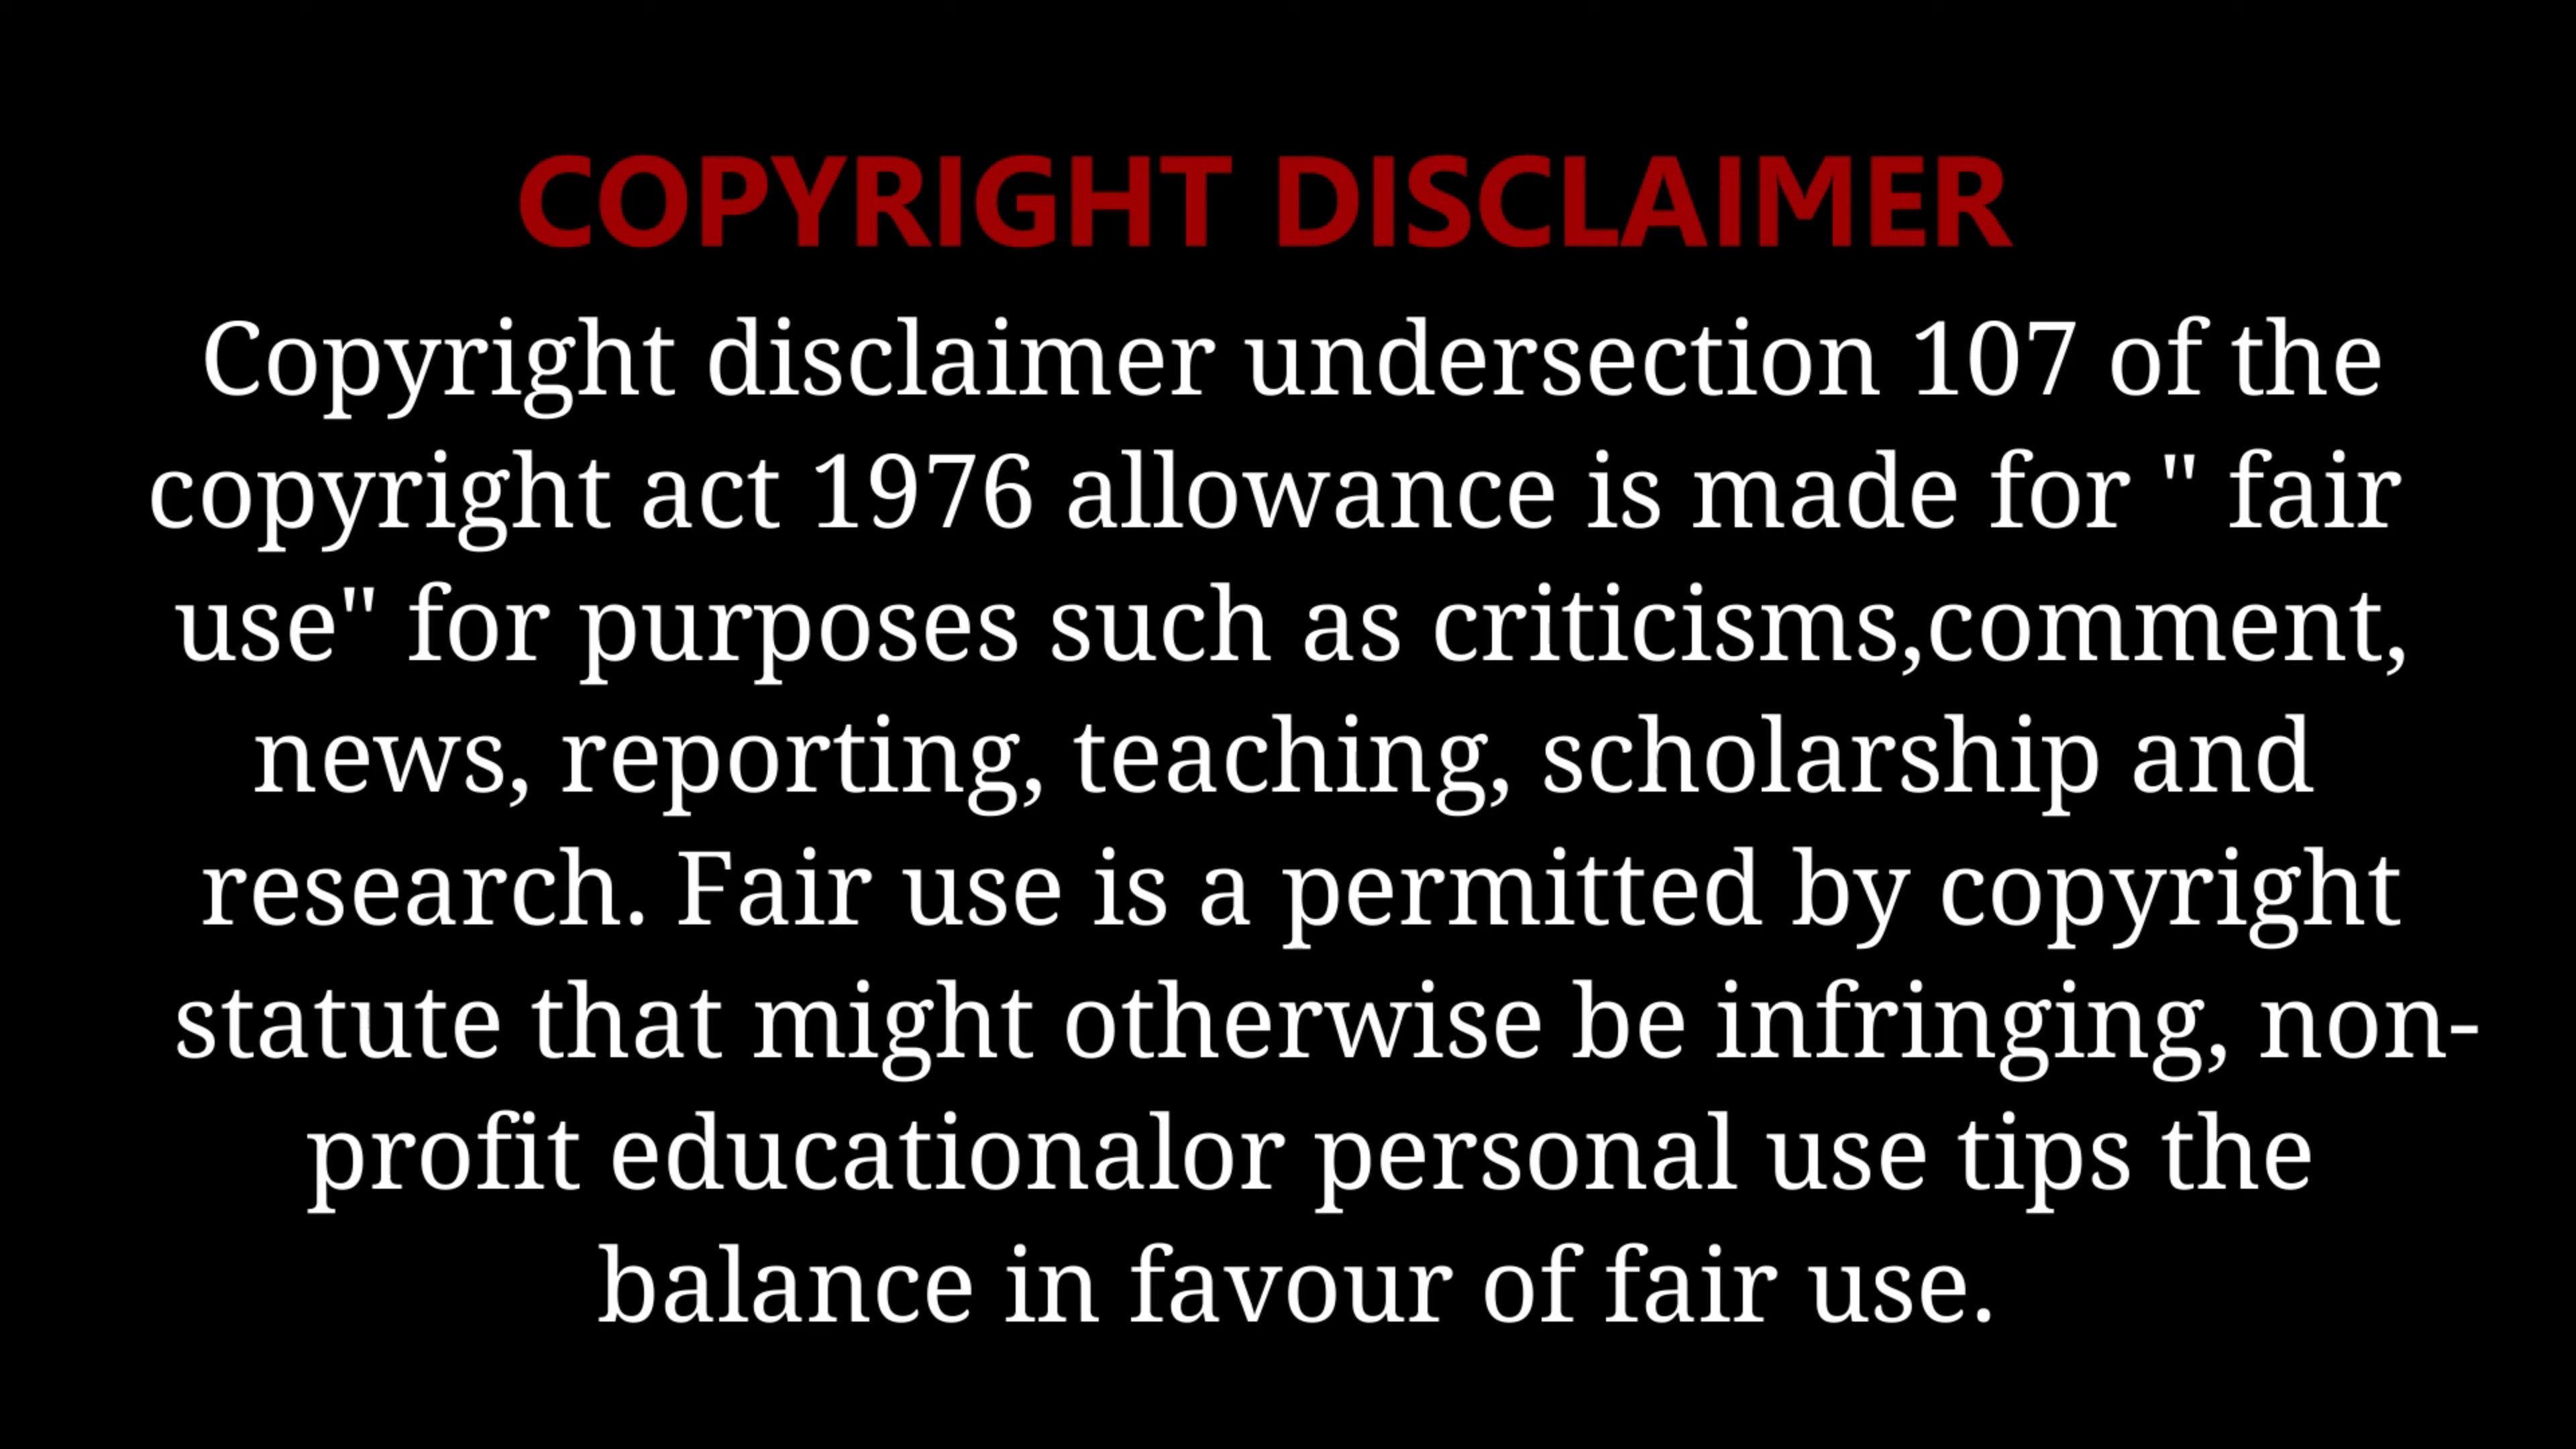 COPYRIGHT DISCLAIMER
Copyright disclaimer undersection 107 of the
copyright act 1976 allowance is made for " fair
use" for purposes such as criticisms,comment,
news, reporting, teaching, scholarship and
research. Fair use is a permitted by copyright
statute that might otherwise be infringing, non-
profit educationalor personal use tips the
balance in favour of fair use.